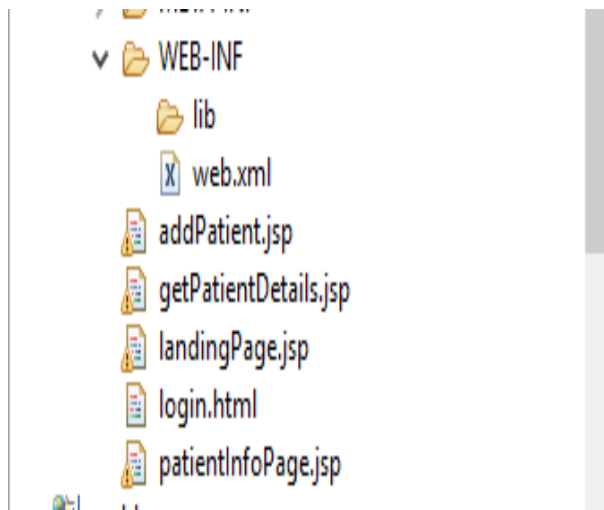 WEB-INF
lib
web.xml
addPatient.jsp
getPatientDetails.jsp
landingPage.jsp
login.html
patientInfoPage.jsp